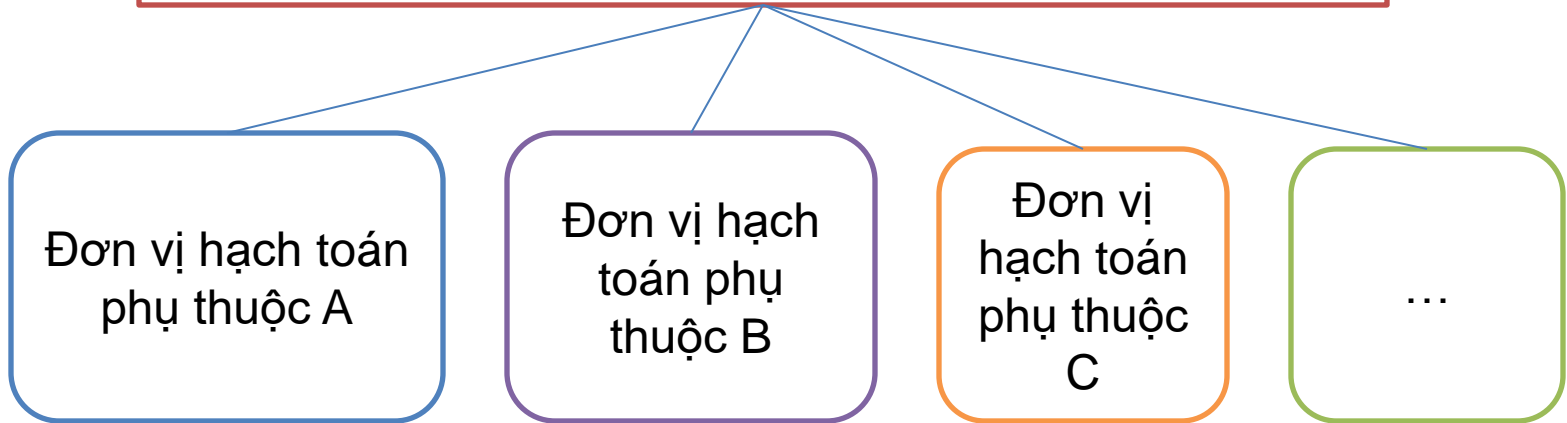 Đơn vị hạch toán
phụ thuộc A
Đơn vị hạch
toán phụ
thuộc B
Đơn vị
hạch toán
phụ thuộc
C
…